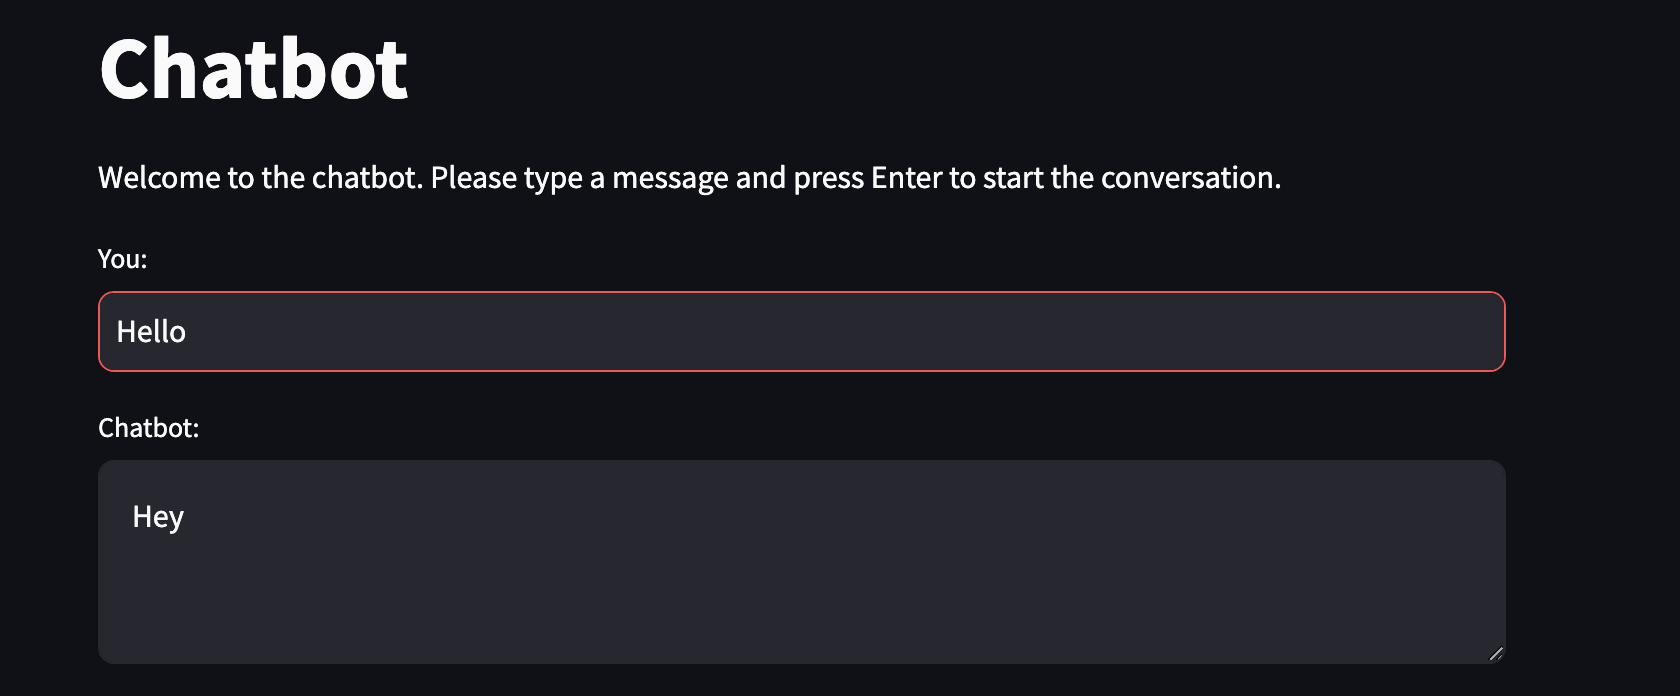 Chatbot
Welcome to the chatbot. Please type a message and press Enter to start the conversation.
You:
Hello
Chatbot:
Hey